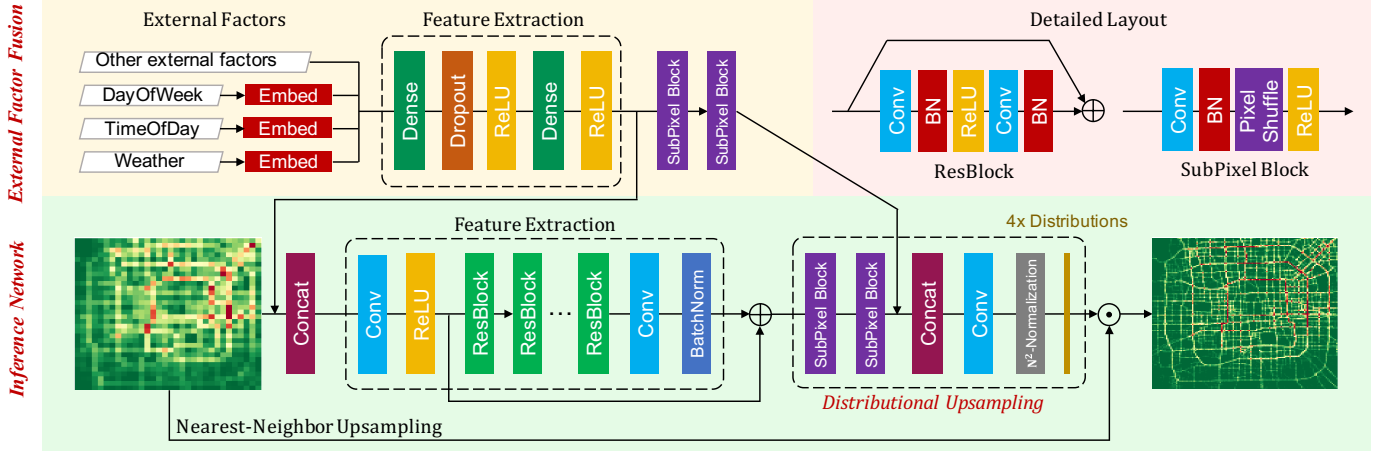 External Factor Fusion
External Factors
Other external factors
DayOfWeek
Embed
TimeOfDay
Embed
Weather
Embed
Feature Extraction
Dense
Dropout
ReLU
Dense
ReLU
SubPixel Block
SubPixel Block
Detailed Layout
Conv
BN
ReLU
Conv
BN
ResBlock
Conv
BN
Pixel
Shuffle
ReLU
SubPixel Block
Inference Network
Concat
Feature Extraction
Conv
ReLU
ResBlock
ResBlock
...
ResBlock
Conv
BatchNorm
4x Distributions
SubPixel Block
SubPixel Block
Concat
Conv
N²-Normalization
Distributional Upsampling
Nearest-Neighbor Upsampling